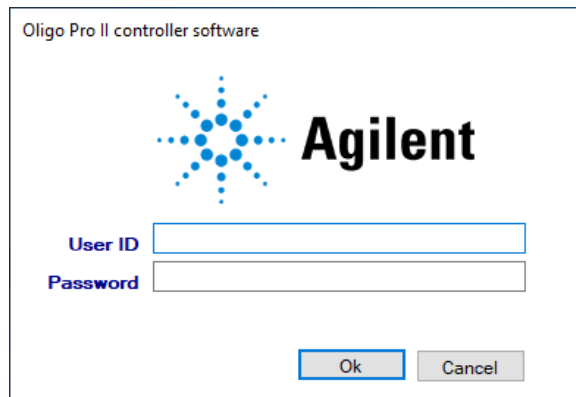 Oligo Pro II controller software
Agilent
User ID
Password
Ok Cancel